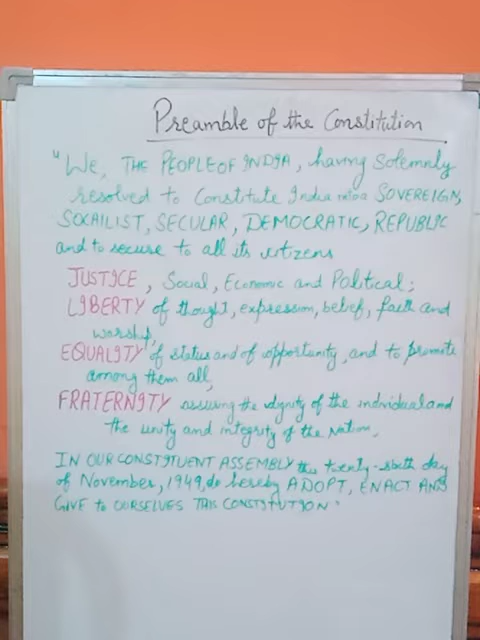 Preamble of the Constitution
"WE, THE PEOPLE OF INDIA, having solemnly
resolved to constitute India into a SOVEREIGN,
SOCAILIST, SECULAR, DEMOCRATIC, REPUBLIC
and to secure to all its citizens
JUSTICE, Social, Economic and Political;
LIBERTY of thought, expression, belief, faith and
worship,
EQUALITY of status and of opportunity, and to promote
among them all,
FRATERNITY assuring the dignity of the individual and
the unity and integrity of the Nation,
IN OUR CONSTITUENT ASSEMBLY this twenty-sixth day
of November, 1949, do hereby ADOPT, ENACT AND
GIVE to OURSELVES THIS CONSTITUTION"